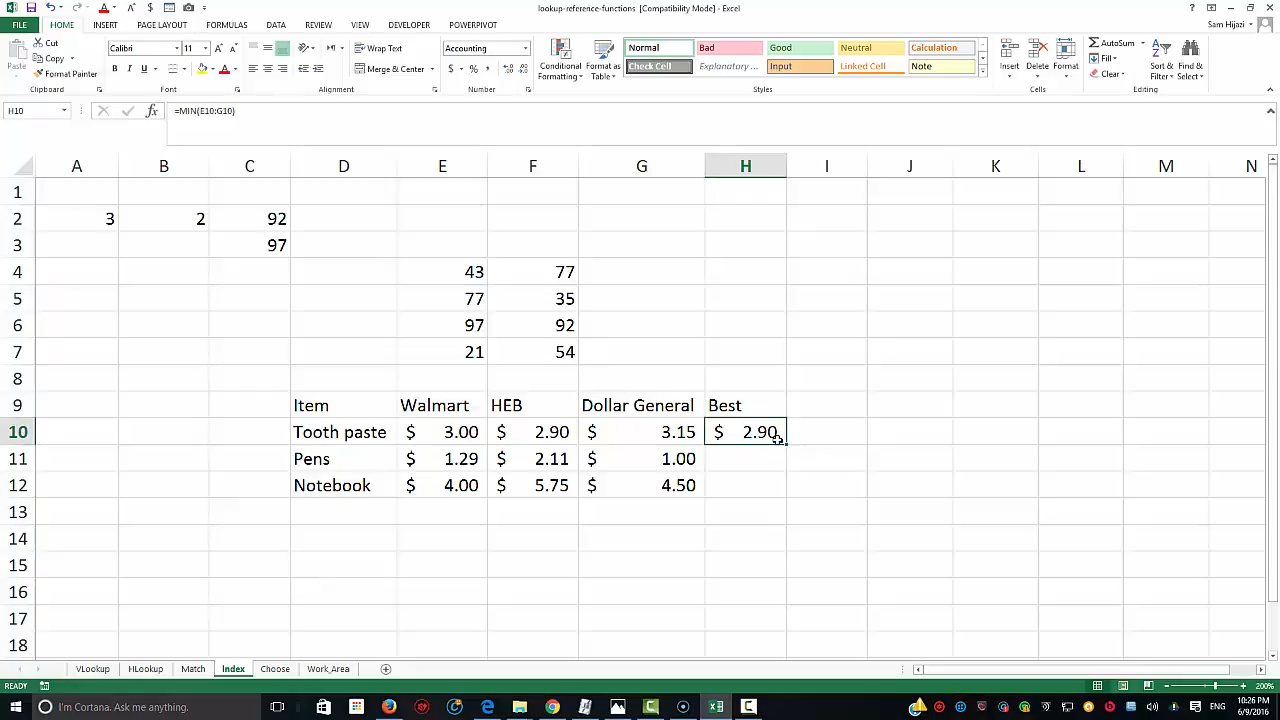 lookup-reference-functions [Compatibility Mode] - Excel
FILE HOME INSERT PAGE LAYOUT FORMULAS DATA REVIEW VIEW DEVELOPER POWERPIVOT Sam Hijazi
Cut
Copy
Format Painter
Paste
Clipboard
Calibri 11
B I U
Font
Wrap Text
Merge & Center
Alignment
Accounting
$ % ,
Number
Conditional Formatting
Format as Table
Normal Bad Good Neutral Calculation
Check Cell Explanatory ... Input Linked Cell Note
Styles
Insert Delete Format
Cells
AutoSum
Fill
Clear
Sort & Filter
Find & Select
Editing
H10 fx =MIN(E10:G10)
A B C D E F G H I J K L M N
1
2 3 2 92
3 97
4 43 77
5 77 35
6 97 92
7 21 54
8
9 Item Walmart HEB Dollar General Best
10 Tooth paste $ 3.00 $ 2.90 $ 3.15 $ 2.90
11 Pens $ 1.29 $ 2.11 $ 1.00
12 Notebook $ 4.00 $ 5.75 $ 4.50
13
14
15
16
17
18
VLookup HLookup Match Index Choose Work_Area
READY 200%
I'm Cortana. Ask me anything.
ENG
10:26 PM
6/9/2016